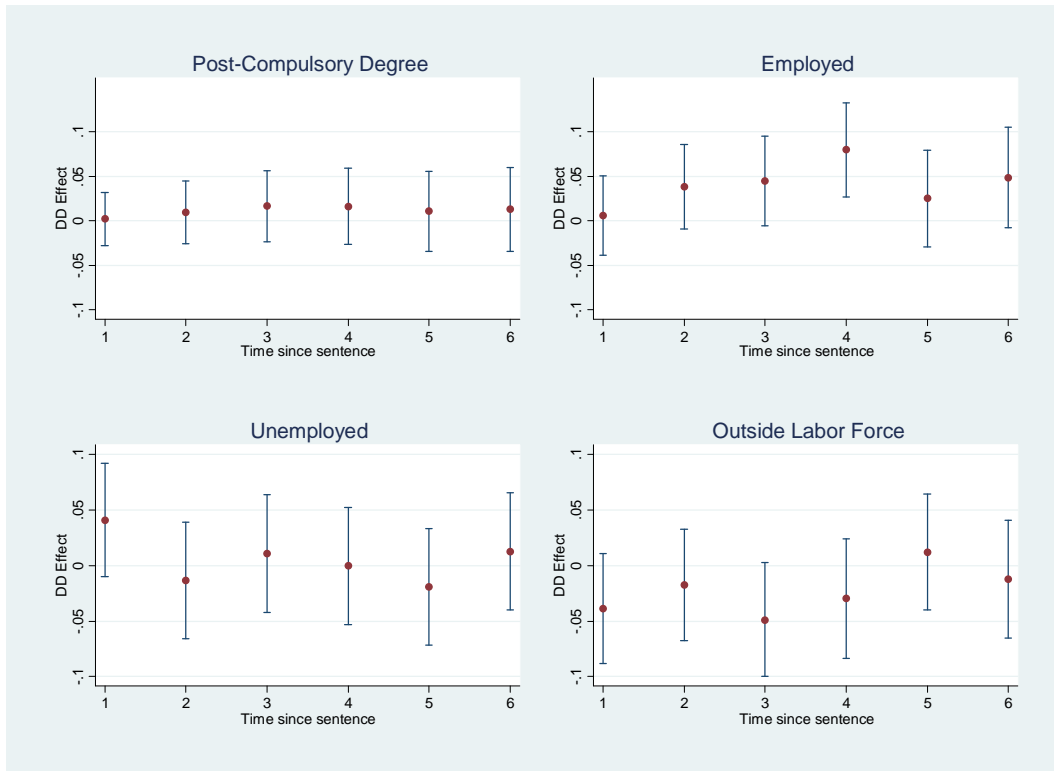 Post-Compulsory Degree
DD Effect
.1
.05
0
-.05
-.1
1 2 3 4 5 6
Time since sentence
Employed
DD Effect
.1
.05
0
-.05
-.1
1 2 3 4 5 6
Time since sentence
Unemployed
DD Effect
.1
.05
0
-.05
-.1
1 2 3 4 5 6
Time since sentence
Outside Labor Force
DD Effect
.1
.05
0
-.05
-.1
1 2 3 4 5 6
Time since sentence